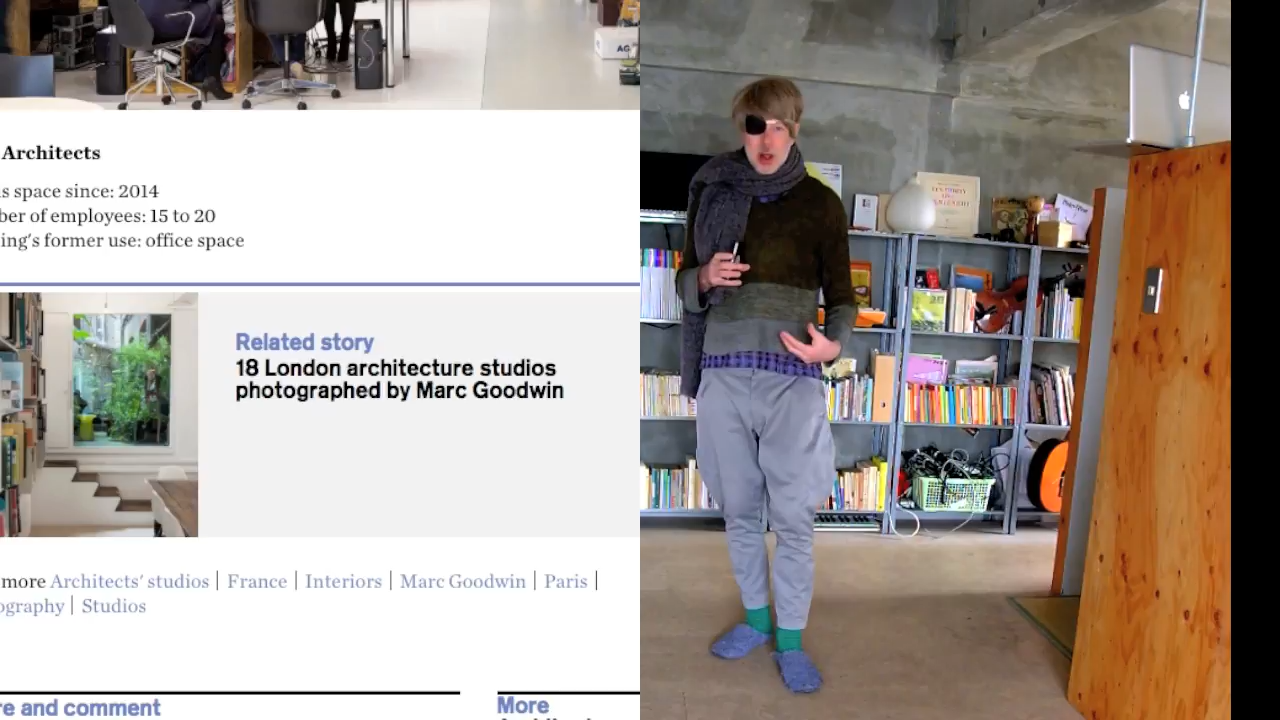 AG
Architects
s space since: 2014
ber of employees: 15 to 20
ing's former use: office space
Related story
18 London architecture studios
photographed by Marc Goodwin
more Architects' studios | France | Interiors | Marc Goodwin | Paris |
ography | Studios
re and comment
More